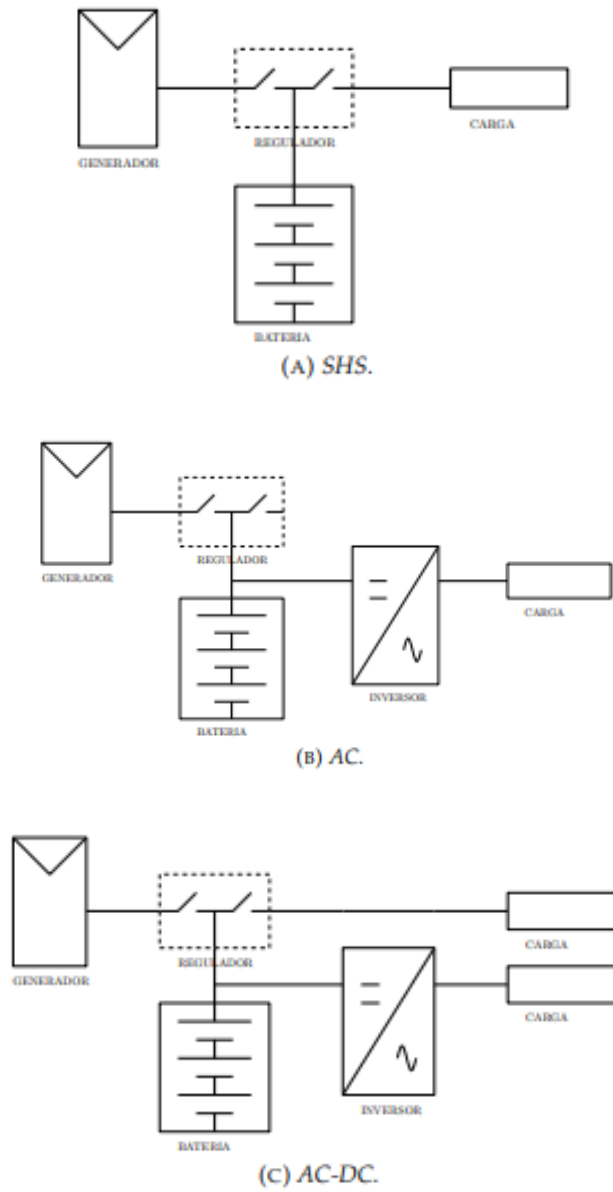 GENERADOR
REGULADOR
CARGA
BATERIA
(A) SHS.
GENERADOR
REGULADOR
INVERSOR
CARGA
BATERIA
(B) AC.
GENERADOR
REGULADOR
CARGA
CARGA
INVERSOR
BATERIA
(C) AC-DC.